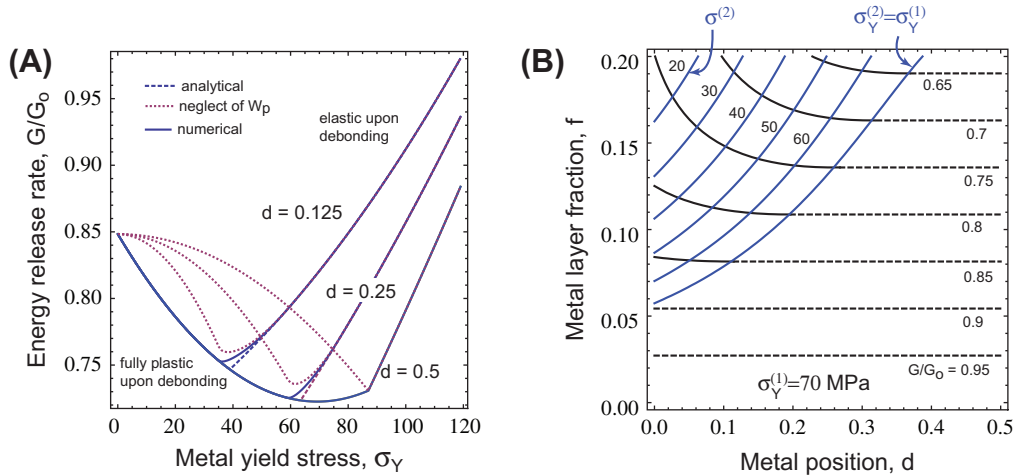 (A)
Energy release rate, G/Gₒ
0.95
0.90
0.85
0.80
0.75
analytical
neglect of Wₚ
numerical
elastic upon
debonding
d = 0.125
d = 0.25
d = 0.5
fully plastic
upon debonding
0 20 40 60 80 100 120
Metal yield stress, σ_Y
(B)
σ⁽²⁾
σ_Y⁽²⁾=σ_Y⁽¹⁾
Metal layer fraction, f
0.20
0.15
0.10
0.05
0.00
20
30
40
50
60
0.65
0.7
0.75
0.8
0.85
0.9
G/Gₒ = 0.95
σ_Y⁽¹⁾=70 MPa
0.0 0.1 0.2 0.3 0.4 0.5
Metal position, d